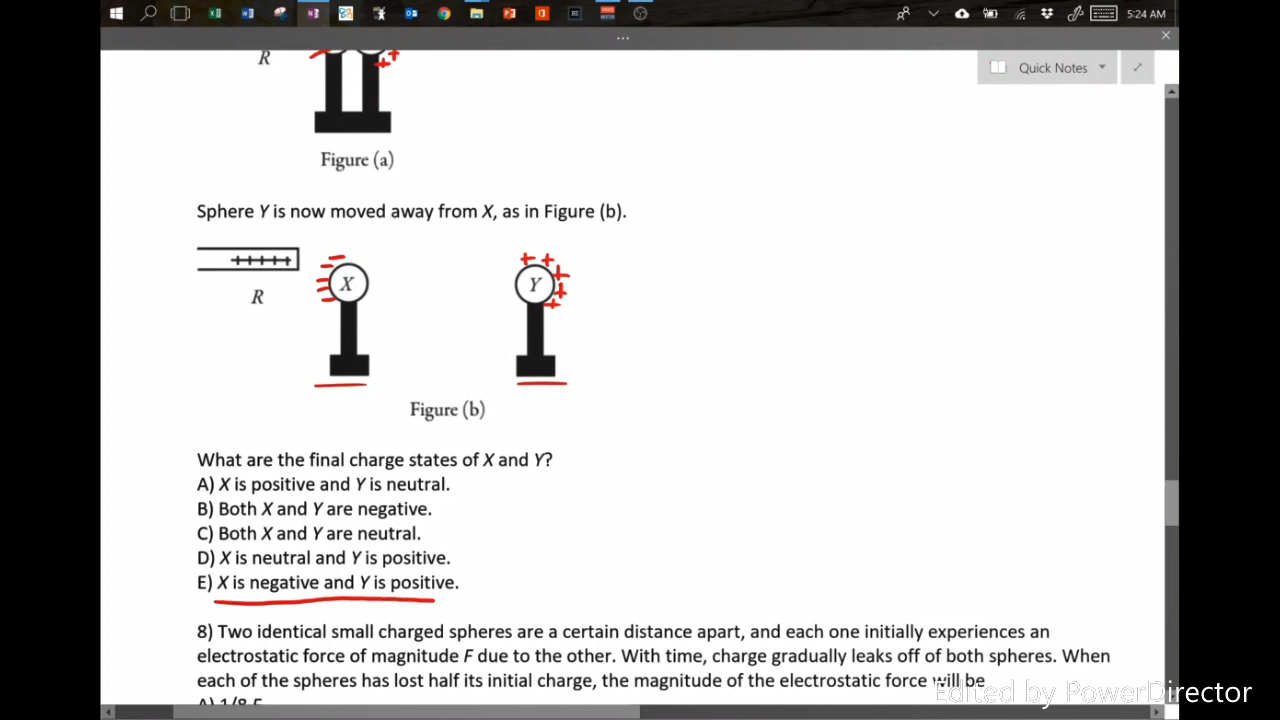 5:24 AM
...
Quick Notes
R
Figure (a)
Sphere Y is now moved away from X, as in Figure (b).
+++++
R
X
Y
Figure (b)
What are the final charge states of X and Y?
A) X is positive and Y is neutral.
B) Both X and Y are negative.
C) Both X and Y are neutral.
D) X is neutral and Y is positive.
E) X is negative and Y is positive.
8) Two identical small charged spheres are a certain distance apart, and each one initially experiences an
electrostatic force of magnitude F due to the other. With time, charge gradually leaks off of both spheres. When
each of the spheres has lost half its initial charge, the magnitude of the electrostatic force will be
Edited by PowerDirector
A) 1/8 F